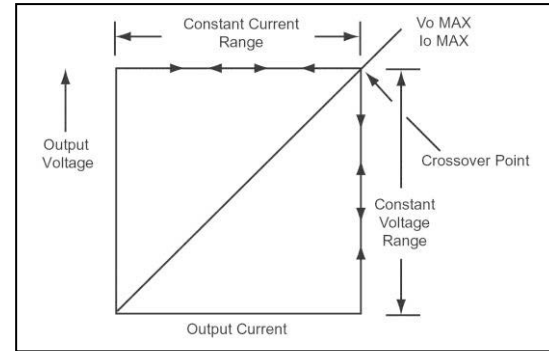 Constant Current
Range
Vo MAX
Io MAX
Output
Voltage
Crossover Point
Constant
Voltage
Range
Output Current